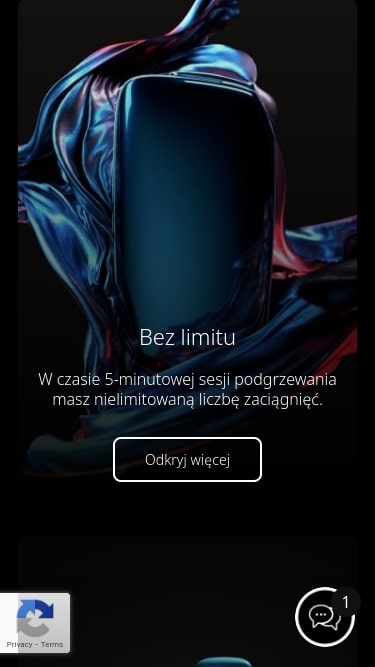 Bez limitu
W czasie 5-minutowej sesji podgrzewania
masz nielimitowaną liczbę zaciągnięć.
Odkryj więcej
1
Privacy - Terms